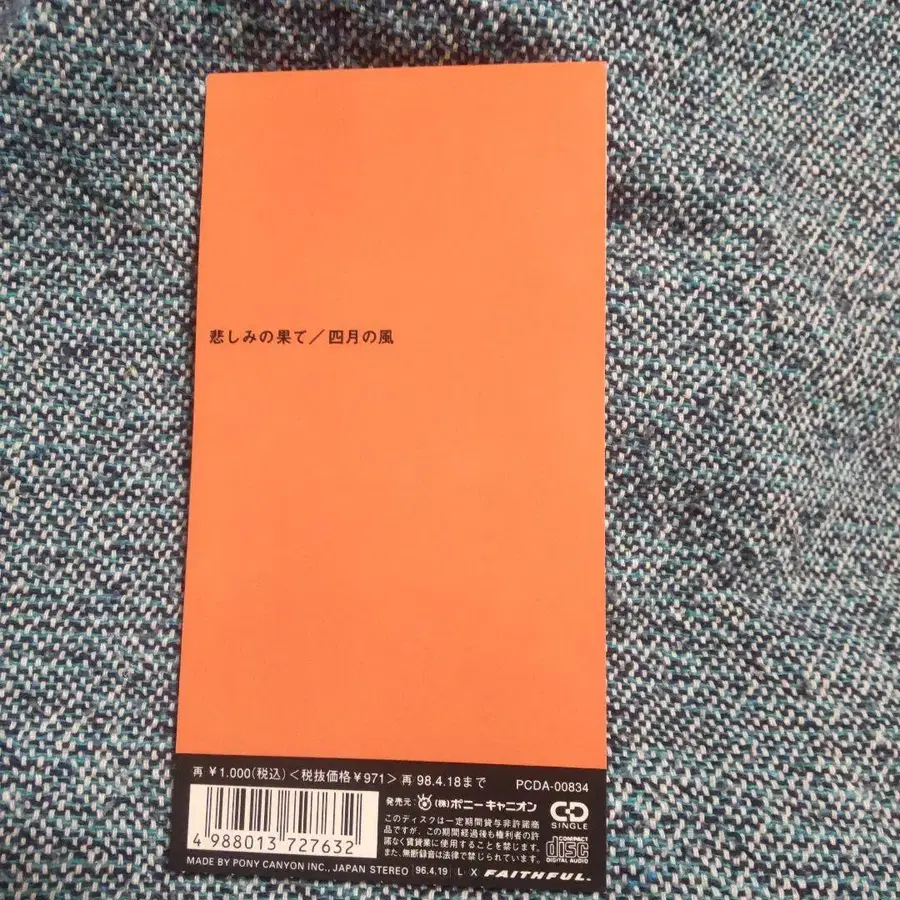 悲しみの果て／四月の風
再 ¥1.000(税込)<税抜価格¥971>再 98.4.18まで PCDA-00834
発売元: (株)ポニーキャニオン
CD SINGLE
このディスクは一定期間貸与非許諾商
品ですが、この期間経過後も権利者の許
諾なく賃貸業に使用することを禁じます。
また、無断録音は法律で禁じられています。
COMPACT
disc
DIGITAL AUDIO
4 988013 727632
MADE BY PONY CANYON INC., JAPAN STEREO 96.4.19 L X FAITHFUL.